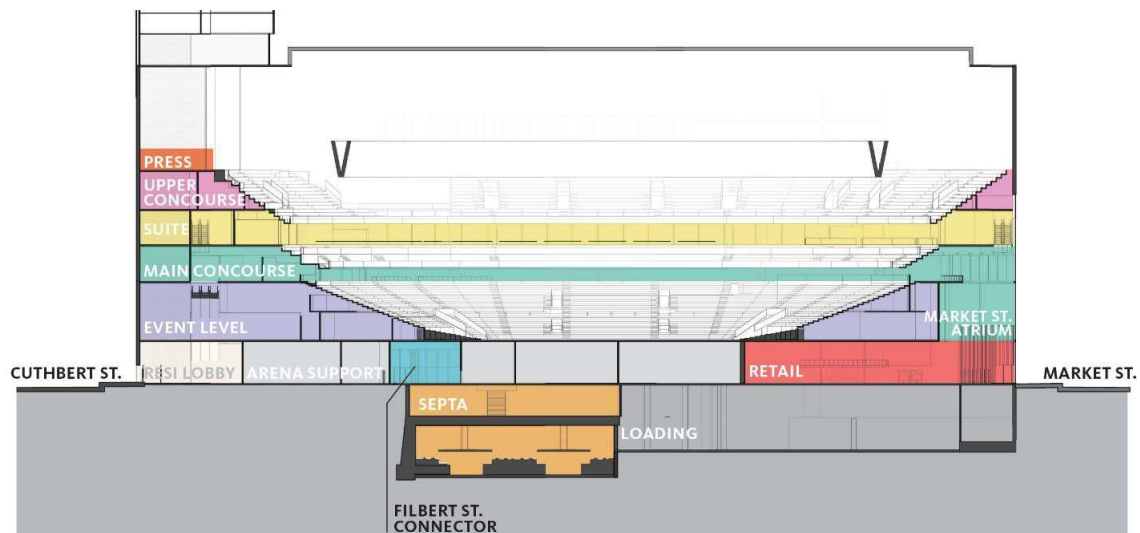 PRESS
UPPER
CONCOURSE
SUITE
MAIN CONCOURSE
EVENT LEVEL
MARKET ST.
ATRIUM
CUTHBERT ST.
RESI LOBBY
ARENA SUPPORT
RETAIL
MARKET ST.
SEPTA
LOADING
FILBERT ST.
CONNECTOR